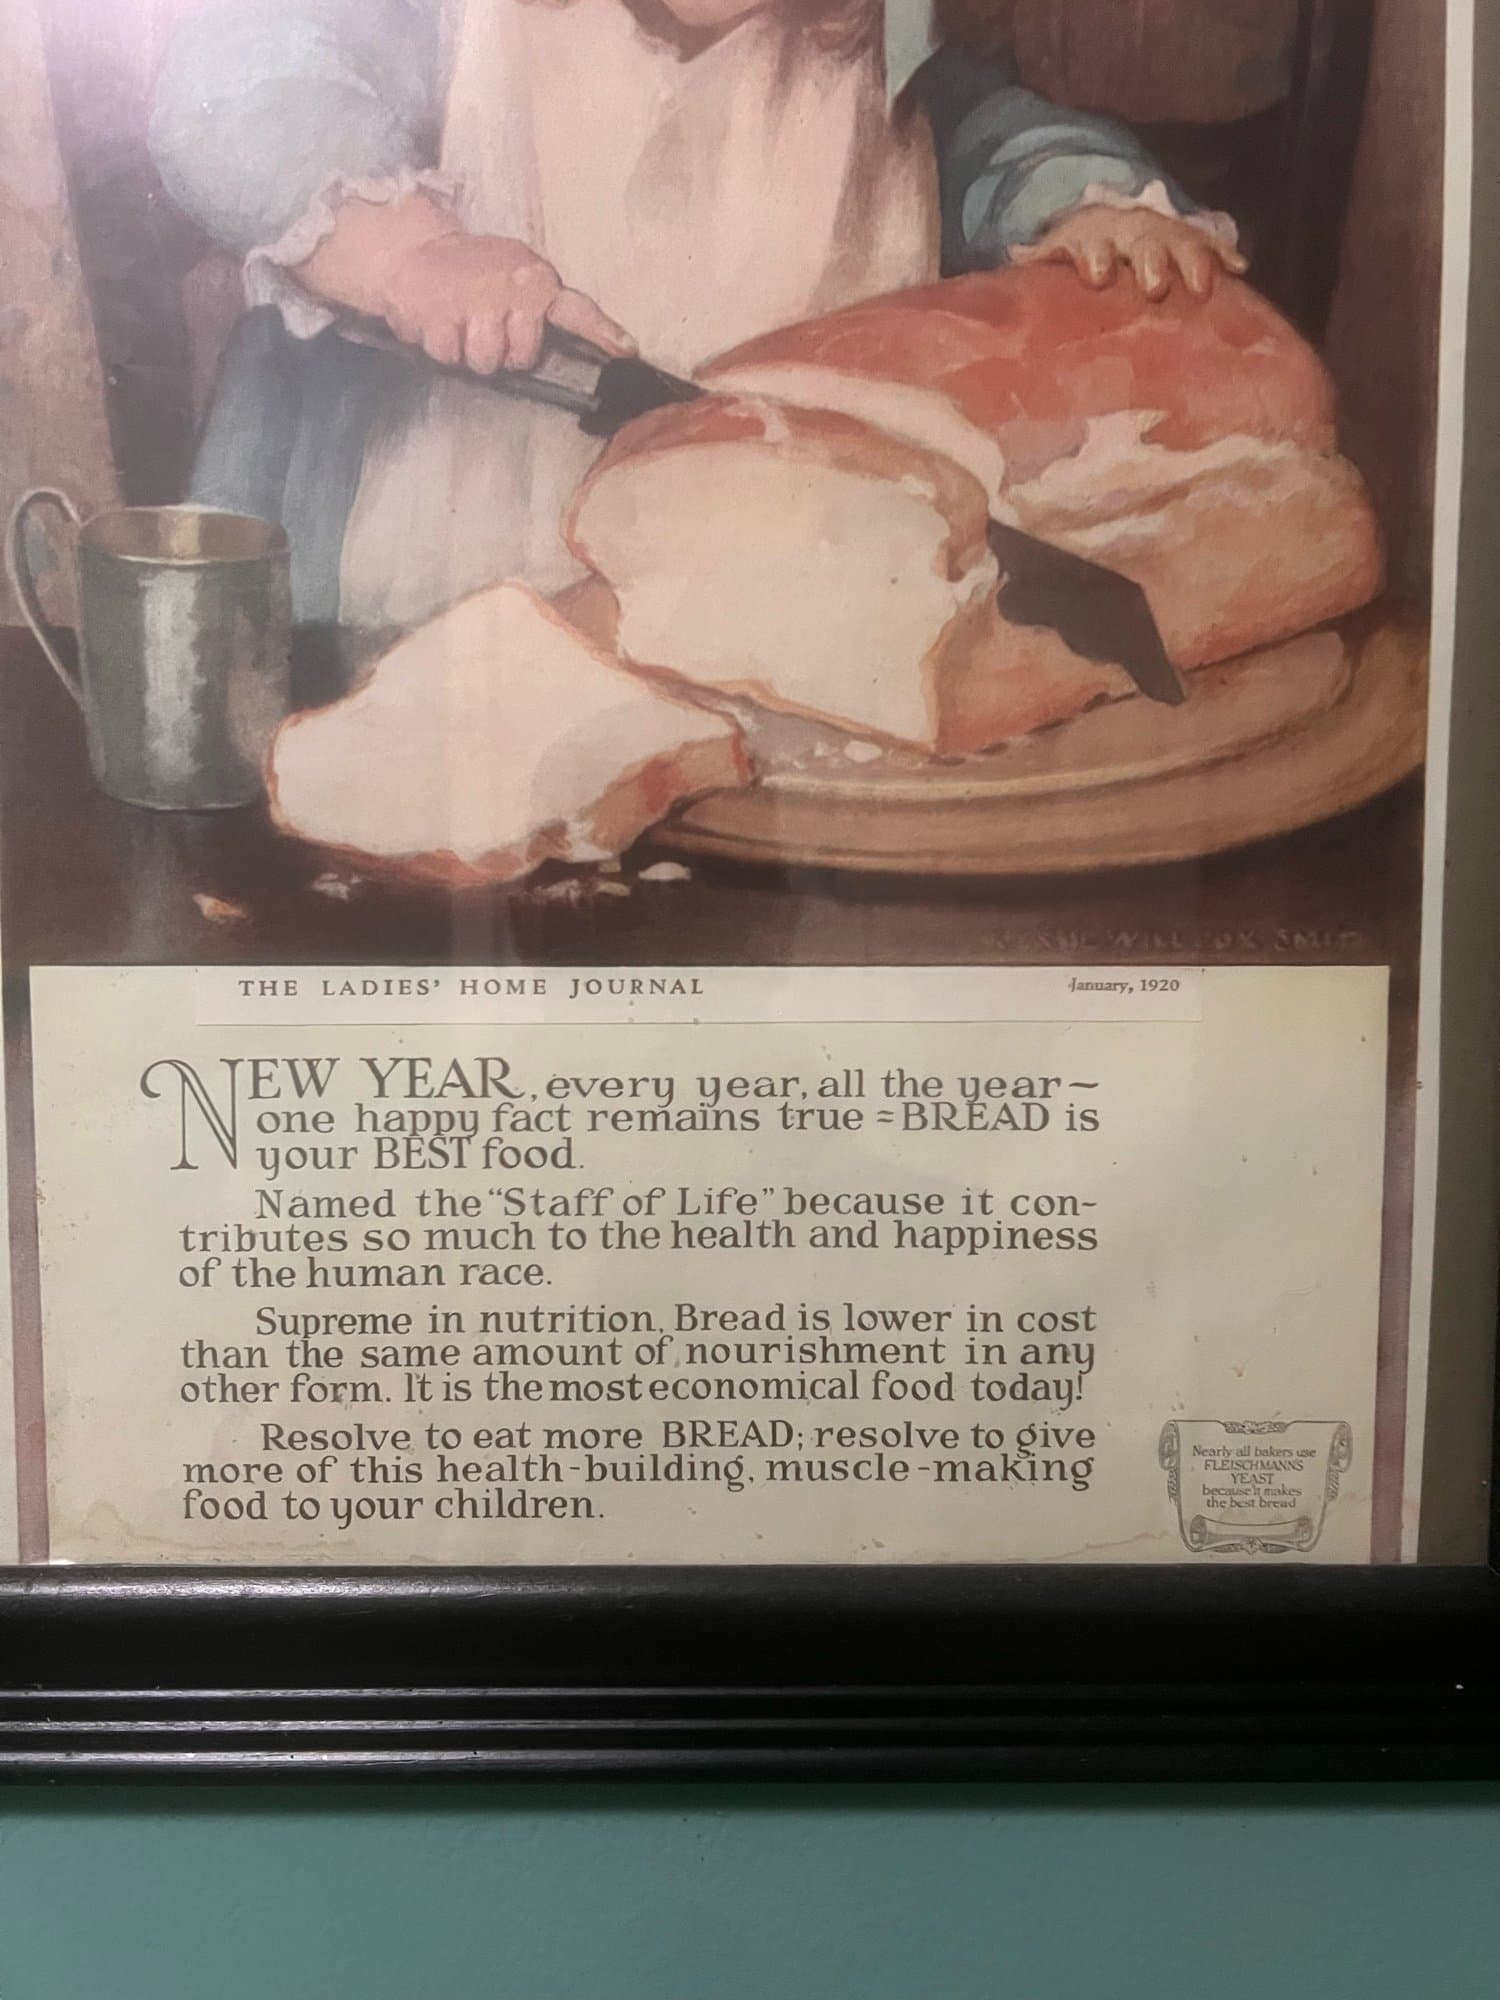 JESSIE WILLCOX SMITH
THE LADIES' HOME JOURNAL
January, 1920
NEW YEAR, every year, all the year~
one happy fact remains true = BREAD is
your BEST food.
Named the "Staff of Life" because it con-
tributes so much to the health and happiness
of the human race.
Supreme in nutrition, Bread is lower in cost
than the same amount of nourishment in any
other form. It is the most economical food today!
Resolve to eat more BREAD; resolve to give
more of this health-building, muscle-making
food to your children.
Nearly all bakers use
FLEISCHMANN'S
YEAST
because it makes
the best bread